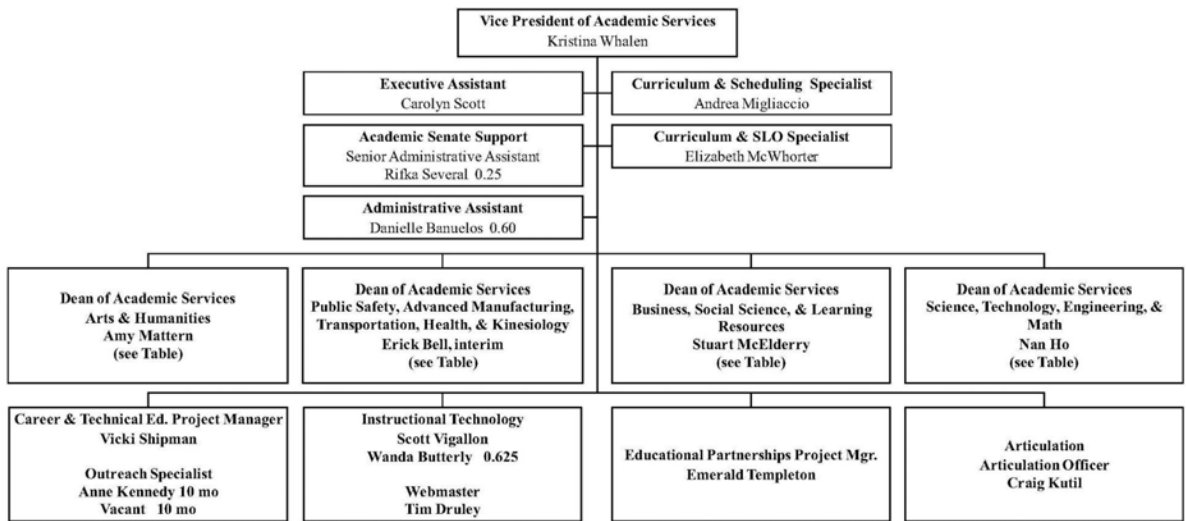 Vice President of Academic Services
Kristina Whalen
Executive Assistant
Carolyn Scott
Curriculum & Scheduling Specialist
Andrea Migliaccio
Academic Senate Support
Senior Administrative Assistant
Rifka Several 0.25
Curriculum & SLO Specialist
Elizabeth McWhorter
Administrative Assistant
Danielle Banuelos 0.60
Dean of Academic Services
Arts & Humanities
Amy Mattern
(see Table)
Dean of Academic Services
Public Safety, Advanced Manufacturing,
Transportation, Health, & Kinesiology
Erick Bell, interim
(see Table)
Dean of Academic Services
Business, Social Science, & Learning
Resources
Stuart McElderry
(see Table)
Dean of Academic Services
Science, Technology, Engineering, &
Math
Nan Ho
(see Table)
Career & Technical Ed. Project Manager
Vicki Shipman
Outreach Specialist
Anne Kennedy 10 mo
Vacant 10 mo
Instructional Technology
Scott Vigallon
Wanda Butterly 0.625
Webmaster
Tim Druley
Educational Partnerships Project Mgr.
Emerald Templeton
Articulation
Articulation Officer
Craig Kutil